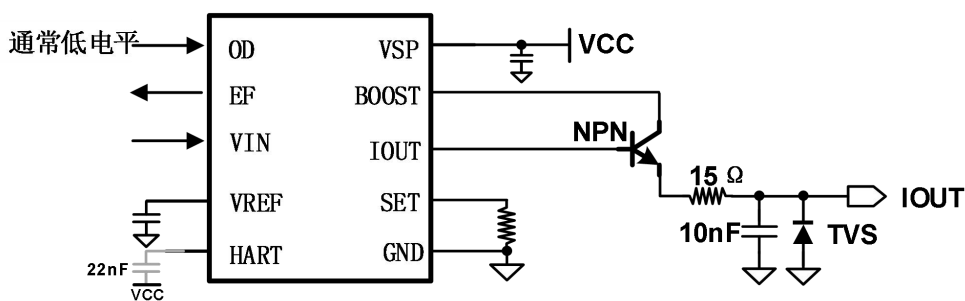 通常低电平
OD
VSP
VCC
EF
BOOST
NPN
VIN
IOUT
15 Ω
VREF
SET
IOUT
10nF
TVS
HART
GND
22nF
VCC